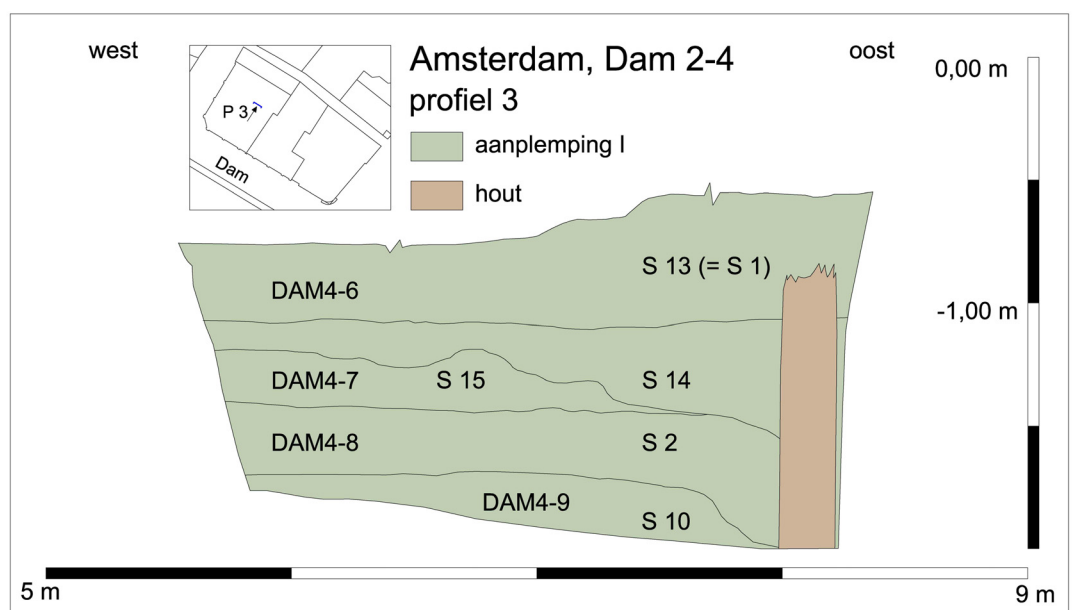 west
Amsterdam, Dam 2-4
oost
0,00 m
profiel 3
P 3
aanplemping I
Dam
hout
S 13 (= S 1)
DAM4-6
-1,00 m
DAM4-7
S 15
S 14
DAM4-8
S 2
DAM4-9
S 10
5 m
9 m